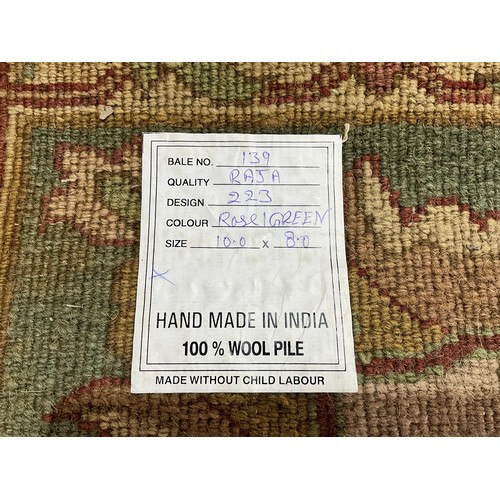 BALE NO. 139
QUALITY RAJA
DESIGN 223
COLOUR Rose/GREEN
SIZE 10.0 x 8.0
HAND MADE IN INDIA
100 % WOOL PILE
MADE WITHOUT CHILD LABOUR